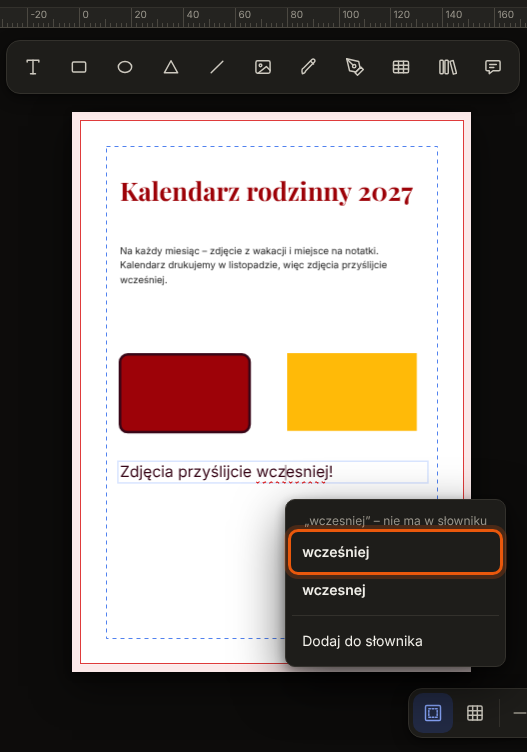 -20 0 20 40 60 80 100 120 140 160
Kalendarz rodzinny 2027
Na każdy miesiąc – zdjęcie z wakacji i miejsce na notatki.
Kalendarz drukujemy w listopadzie, więc zdjęcia przyślijcie
wcześniej.
Zdjęcia przyślijcie wczesniej!
„wczesniej” – nie ma w słowniku
wcześniej
wczesnej
Dodaj do słownika